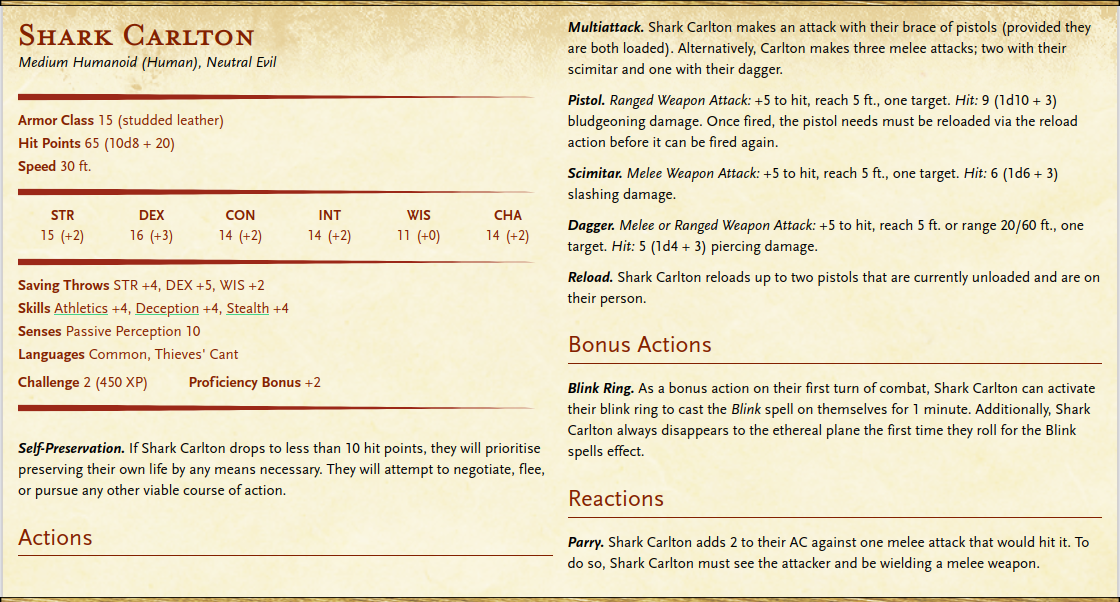 Shark Carlton
Medium Humanoid (Human), Neutral Evil
Armor Class 15 (studded leather)
Hit Points 65 (10d8 + 20)
Speed 30 ft.
STR DEX CON INT WIS CHA
15 (+2) 16 (+3) 14 (+2) 14 (+2) 11 (+0) 14 (+2)
Saving Throws STR +4, DEX +5, WIS +2
Skills Athletics +4, Deception +4, Stealth +4
Senses Passive Perception 10
Languages Common, Thieves' Cant
Challenge 2 (450 XP) Proficiency Bonus +2
Self-Preservation. If Shark Carlton drops to less than 10 hit points, they will prioritise
preserving their own life by any means necessary. They will attempt to negotiate, flee,
or pursue any other viable course of action.
Actions
Multiattack. Shark Carlton makes an attack with their brace of pistols (provided they
are both loaded). Alternatively, Carlton makes three melee attacks; two with their
scimitar and one with their dagger.
Pistol. Ranged Weapon Attack: +5 to hit, reach 5 ft., one target. Hit: 9 (1d10 + 3)
bludgeoning damage. Once fired, the pistol needs must be reloaded via the reload
action before it can be fired again.
Scimitar. Melee Weapon Attack: +5 to hit, reach 5 ft., one target. Hit: 6 (1d6 + 3)
slashing damage.
Dagger. Melee or Ranged Weapon Attack: +5 to hit, reach 5 ft. or range 20/60 ft., one
target. Hit: 5 (1d4 + 3) piercing damage.
Reload. Shark Carlton reloads up to two pistols that are currently unloaded and are on
their person.
Bonus Actions
Blink Ring. As a bonus action on their first turn of combat, Shark Carlton can activate
their blink ring to cast the Blink spell on themselves for 1 minute. Additionally, Shark
Carlton always disappears to the ethereal plane the first time they roll for the Blink
spells effect.
Reactions
Parry. Shark Carlton adds 2 to their AC against one melee attack that would hit it. To
do so, Shark Carlton must see the attacker and be wielding a melee weapon.